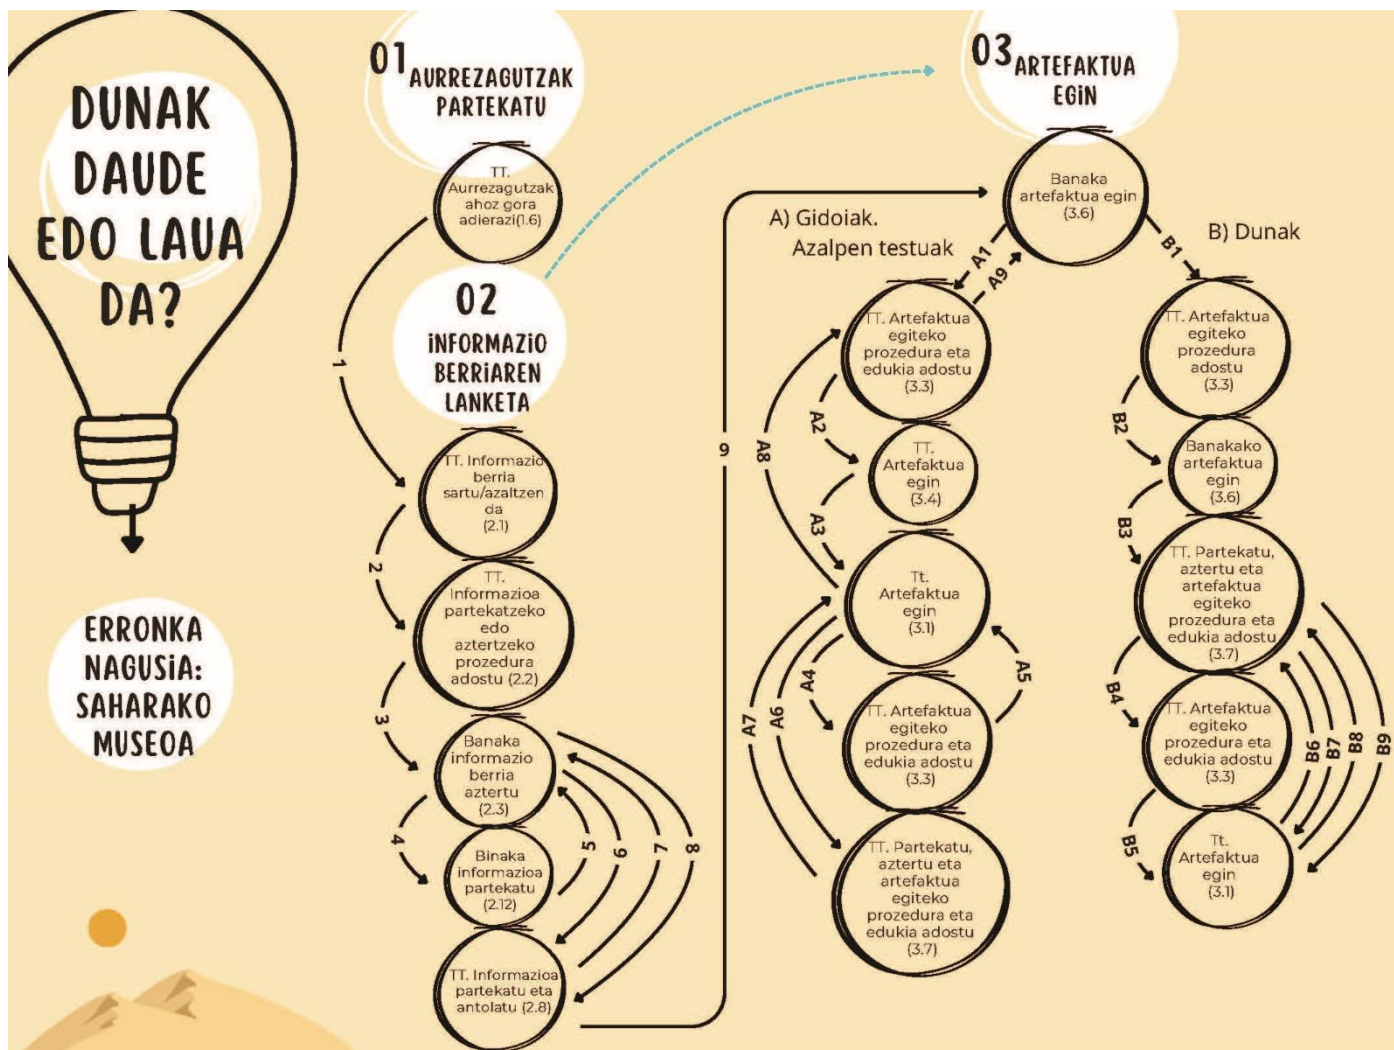 DUNAK
DAUDE
EDO LAUA
DA?
ERRONKA
NAGUSiA:
SAHARAKO
MUSEOA
01
AURREZAGUTZAK
PARTEKATU
TT.
Aurrezagutzak
ahoz gora
adierazi(1.6)
02
iNFORMAZIO
BERRiAREN
LANKETA
TT. Informazio
berria
sartu/azaltzen
da
(2.1)
TT.
Informazioa
partekatzeko
edo
aztertzeko
prozedura
adostu (2.2)
Banaka
informazio
berria
aztertu
(2.3)
Binaka
informazioa
partekatu
(2.12)
TT. Informazioa
partekatu eta
antolatu (2.8)
1
2
3
4
5
6
7
8
9
03
ARTEFAKTUA
EGiN
Banaka
artefaktua egin
(3.6)
A) Gidoiak.
Azalpen testuak
A1
A9
TT. Artefaktua
egiteko
prozedura eta
edukia adostu
(3.3)
A2
A8
TT.
Artefaktua
egin
(3.4)
A3
Tt.
Artefaktua
egin
(3.1)
A4
A5
A6
A7
TT. Artefaktua
egiteko
prozedura eta
edukia adostu
(3.3)
TT. Partekatu,
aztertu eta
artefaktua
egiteko
prozedura eta
edukia adostu
(3.7)
B) Dunak
B1
TT. Artefaktua
egiteko
prozedura
adostu
(3.3)
B2
Banakako
artefaktua
egin
(3.6)
B3
TT. Partekatu,
aztertu eta
artefaktua
egiteko
prozedura eta
edukia adostu
(3.7)
B4
TT. Artefaktua
egiteko
prozedura eta
edukia adostu
(3.3)
B5
B6
B7
B8
B9
Tt.
Artefaktua
egin
(3.1)